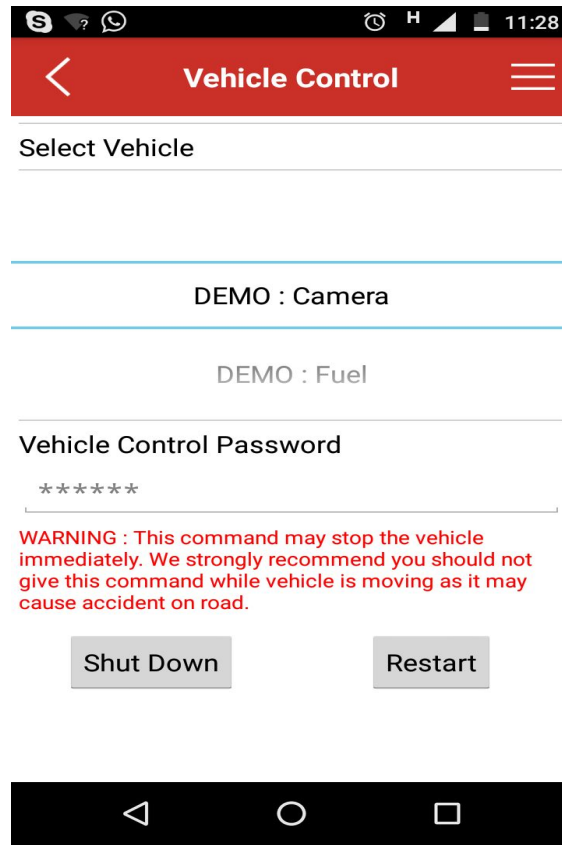 S ? H 11:28
Vehicle Control
Select Vehicle
DEMO : Camera
DEMO : Fuel
Vehicle Control Password
******
WARNING : This command may stop the vehicle
immediately. We strongly recommend you should not
give this command while vehicle is moving as it may
cause accident on road.
Shut Down Restart